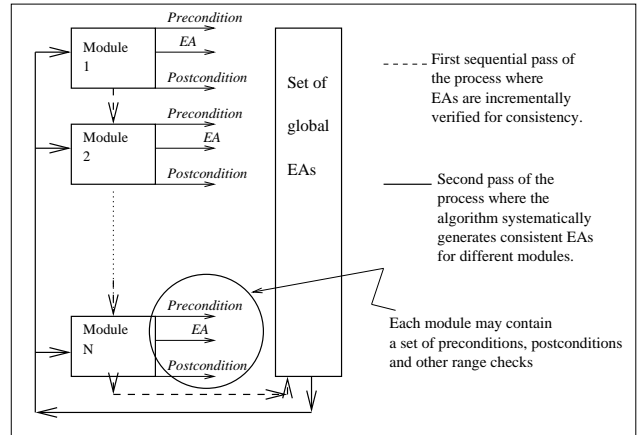 Module
1
Precondition
EA
Postcondition
Module
2
Precondition
EA
Postcondition
Module
N
Precondition
EA
Postcondition
Set of
global
EAs
First sequential pass of
the process where
EAs are incrementally
verified for consistency.
Second pass of the
process where the
algorithm systematically
generates consistent EAs
for different modules.
Each module may contain
a set of preconditions, postconditions
and other range checks